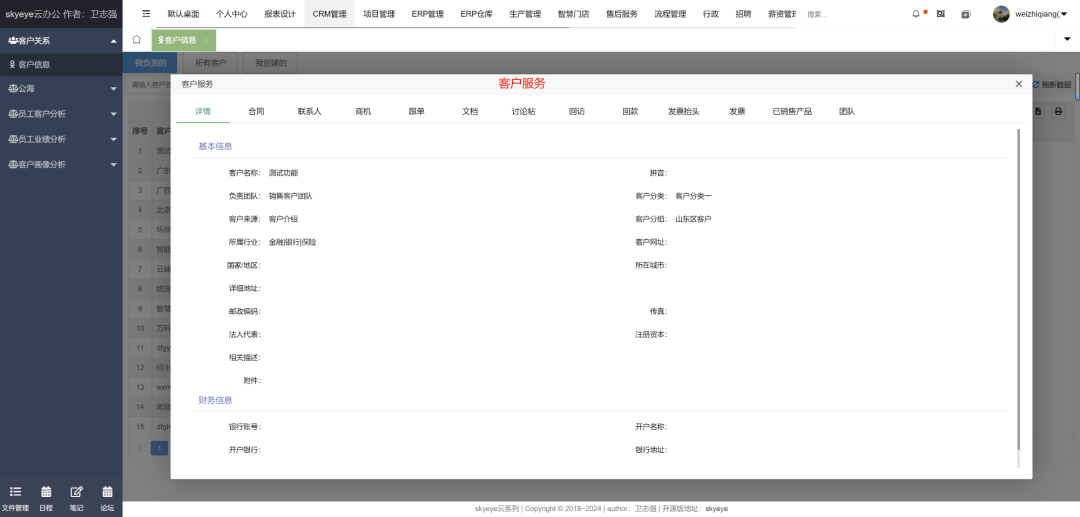 skyeye云办公 作者：卫志强
默认桌面 个人中心 报表设计 CRM管理 项目管理 ERP管理 ERP仓库 生产管理 智慧门店 售后服务 流程管理 行政 招聘 薪资管理 搜索... weizhiqiang(
客户关系
客户信息
公海
员工客户分析
员工业绩分析
客户画像分析
文件管理 日程 笔记 论坛
客户信息
我负责的 所有客户 我创建的
请输入客户名 刷新数据
序号 客户
1 测试
2 广东
3 广西
4 北京
5 环保
6 智能
7 云端
8 物流
9 智慧
10 万科
11 dfgy
12 何小
13 wxm
14
15 dfgh
1
客户服务
客户服务
详情 合同 联系人 商机 跟单 文档 讨论帖 回访 回款 发票抬头 发票 已销售产品 团队
基本信息
客户名称： 测试功能 拼音：
负责团队： 销售客户团队 客户分类： 客户分类一
客户来源： 客户介绍 客户分组： 山东区客户
所属行业： 金融|银行|保险 客户网址：
国家/地区： 所在城市：
详细地址：
邮政编码： 传真：
法人代表： 注册资本：
相关描述：
附件：
财务信息
银行账号： 开户名称：
开户银行： 银行地址：
skyeye云系列 | Copyright © 2018~2024 | author：卫志强 | 开源版地址：skyeye